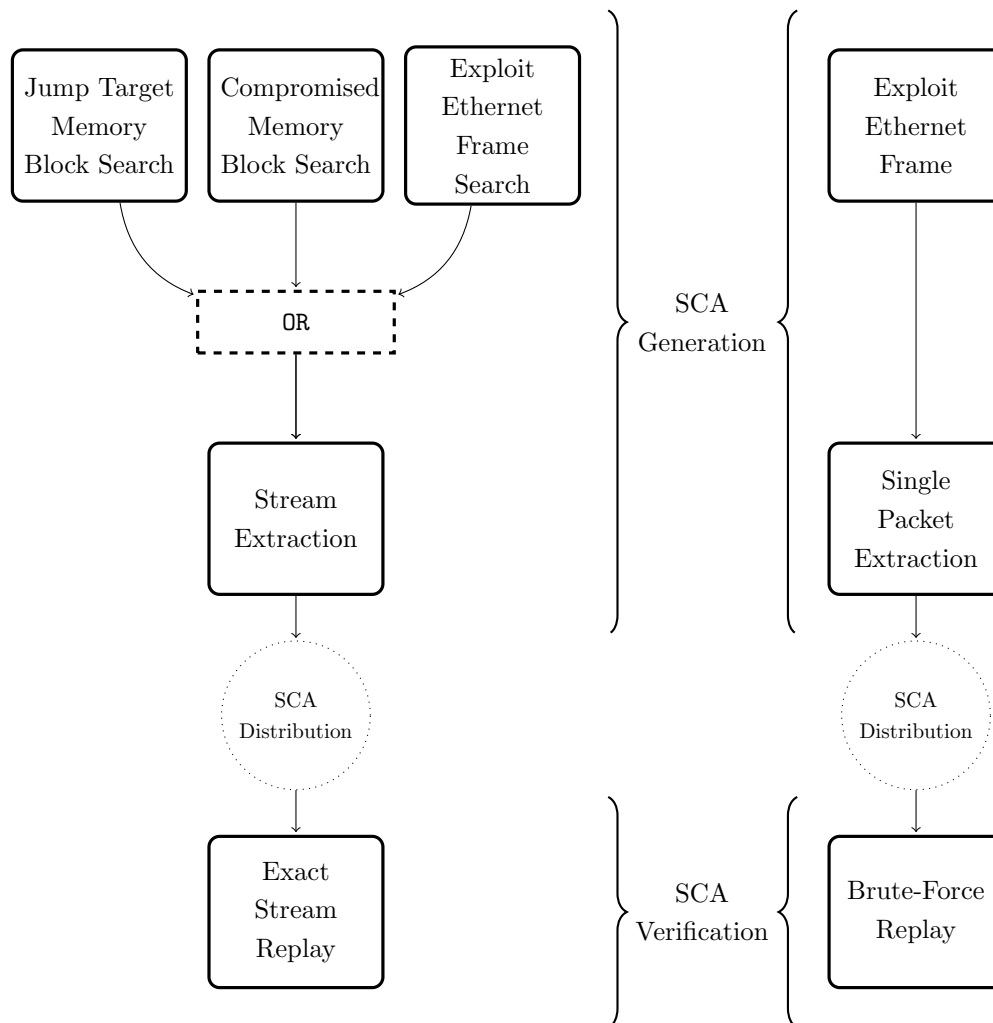 Jump Target
Memory
Block Search
Compromised
Memory
Block Search
Exploit
Ethernet
Frame
Search
OR
Stream
Extraction
SCA
Distribution
Exact
Stream
Replay
SCA
Generation
SCA
Verification
Exploit
Ethernet
Frame
Single
Packet
Extraction
SCA
Distribution
Brute-Force
Replay